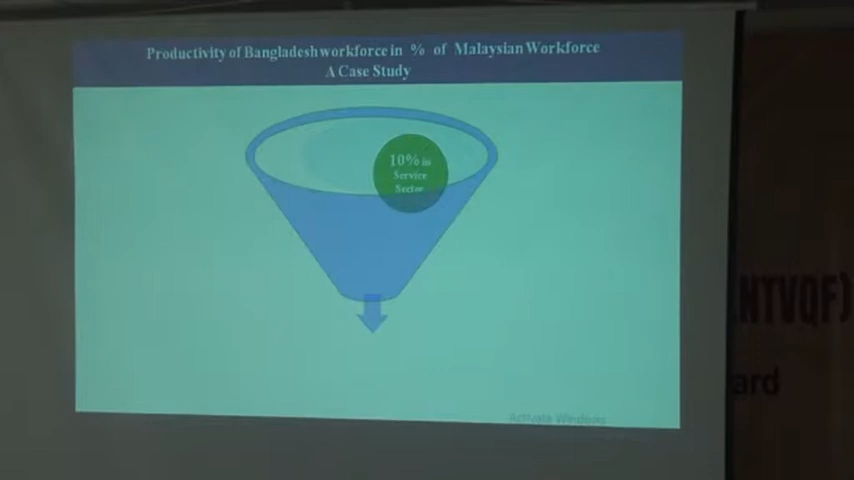 Productivity of Bangladesh workforce in % of Malaysian Workforce
A Case Study
10% in
Service
Sector
NTVQF)
ard
Activate Windows